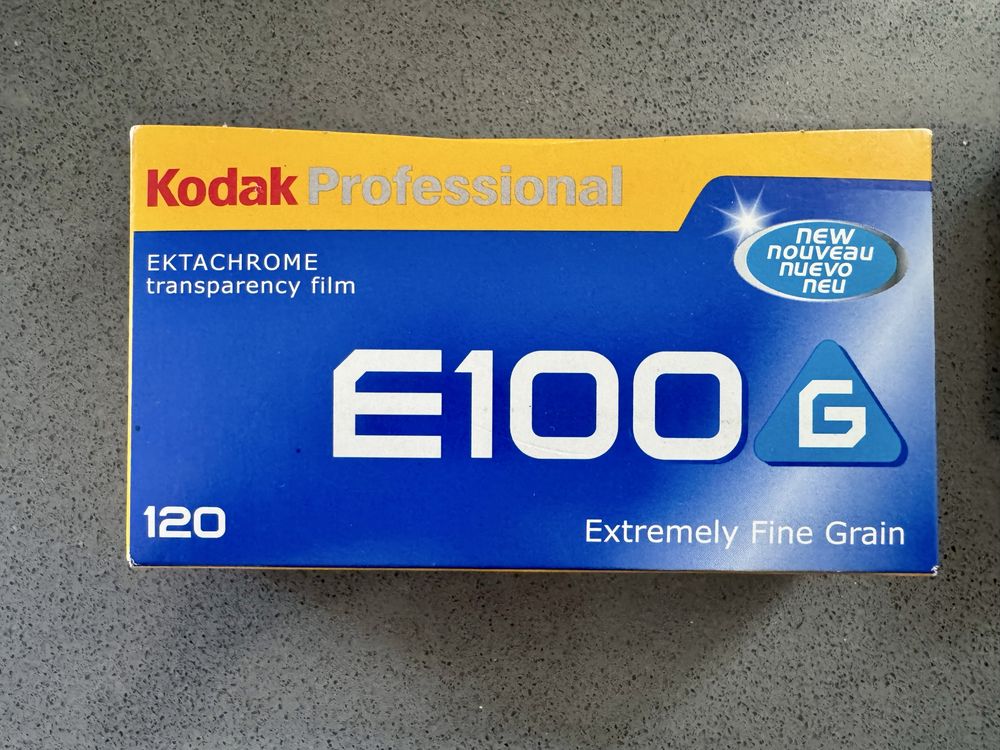 Kodak Professional
EKTACHROME
transparency film
new
nouveau
nuevo
neu
E100 G
120
Extremely Fine Grain